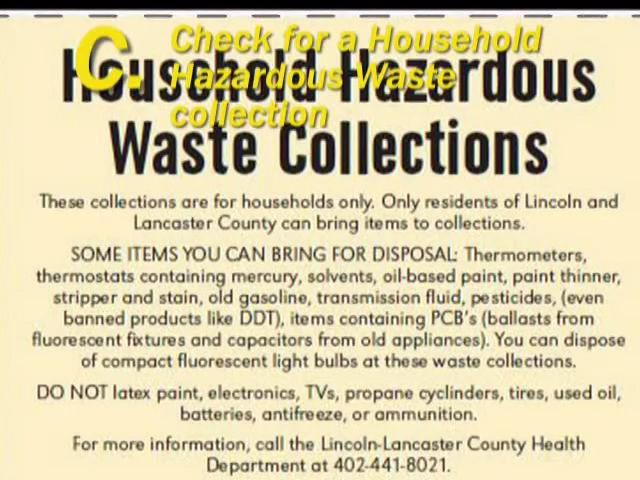 C. Check for a Household
Hazardous Waste
collection
Household Hazardous
Waste Collections
These collections are for households only. Only residents of Lincoln and
Lancaster County can bring items to collections.
SOME ITEMS YOU CAN BRING FOR DISPOSAL: Thermometers,
thermostats containing mercury, solvents, oil-based paint, paint thinner,
stripper and stain, old gasoline, transmission fluid, pesticides, (even
banned products like DDT), items containing PCB's (ballasts from
fluorescent fixtures and capacitors from old appliances). You can dispose
of compact fluorescent light bulbs at these waste collections.
DO NOT latex paint, electronics, TVs, propane cyclinders, tires, used oil,
batteries, antifreeze, or ammunition.
For more information, call the Lincoln-Lancaster County Health
Department at 402-441-8021.